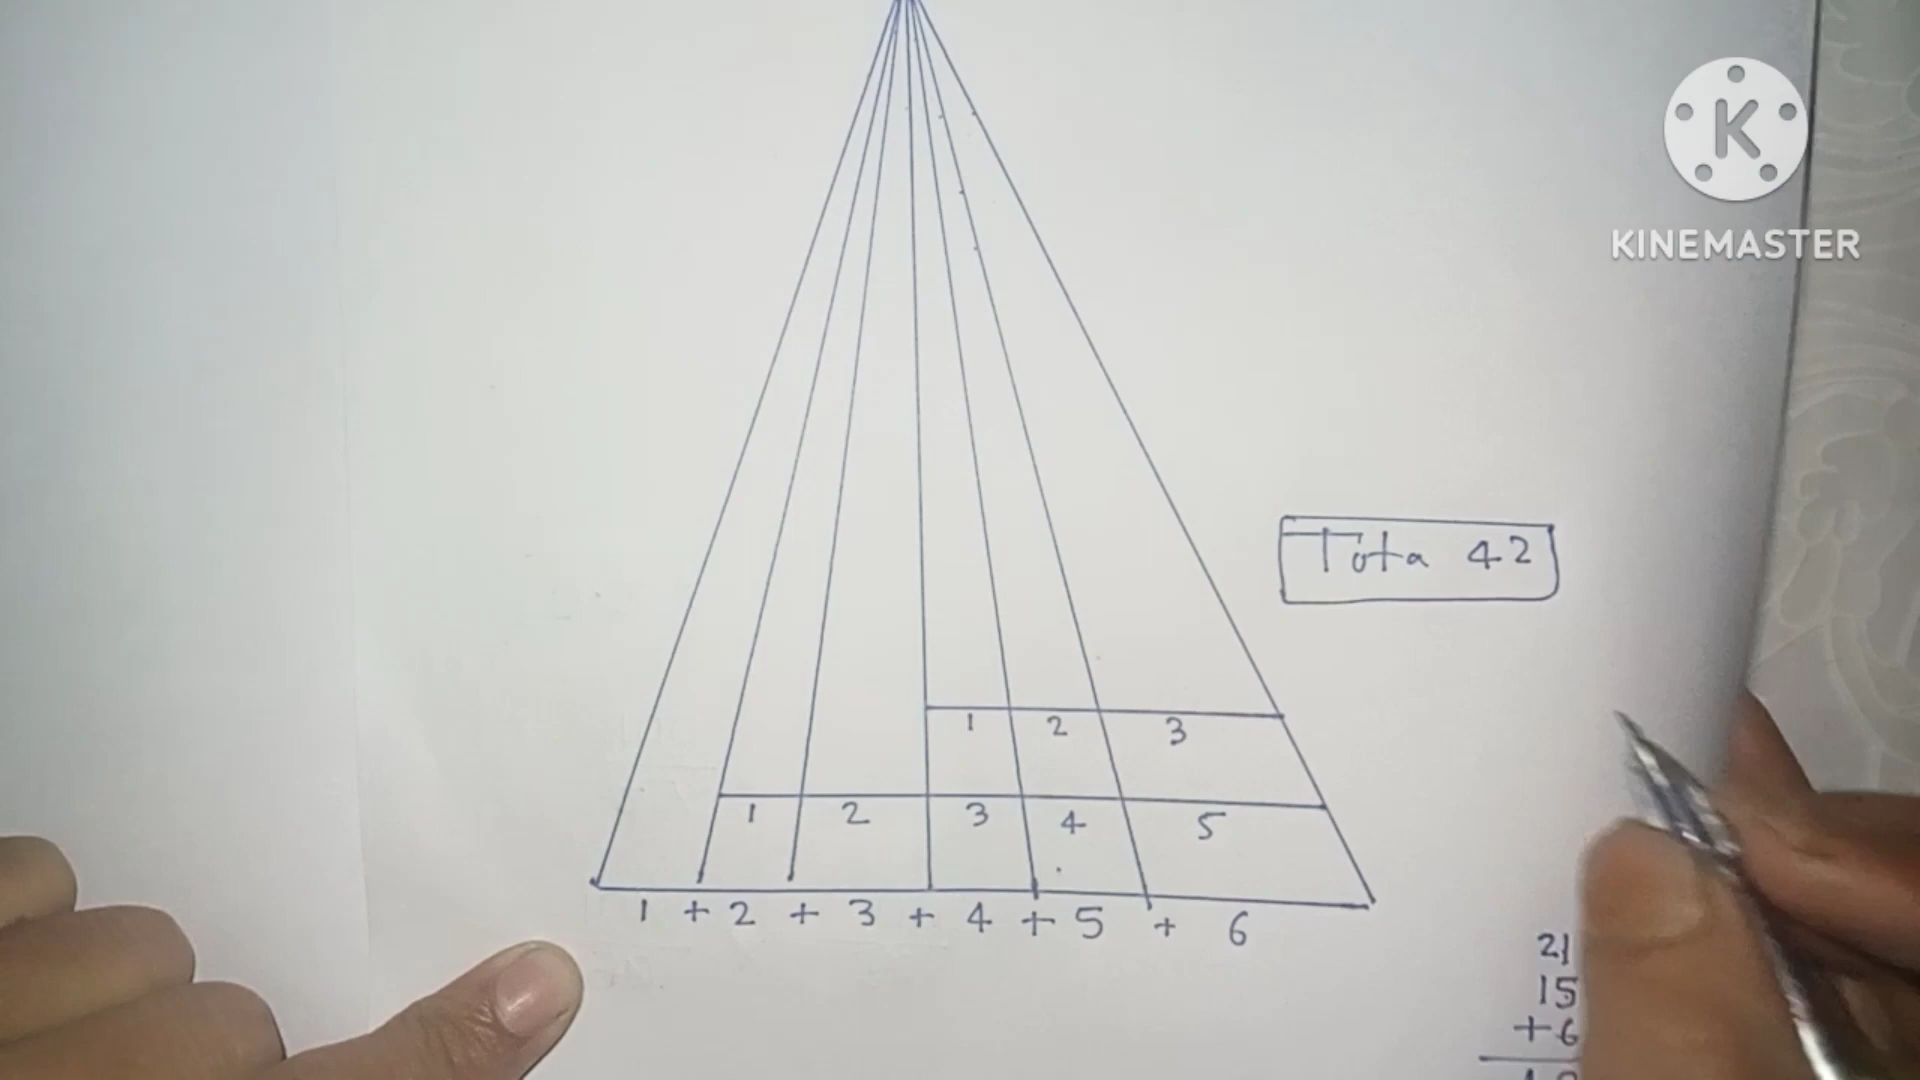 K
KINEMASTER
Tota 42
1 2 3
1 2 3 4 5
1 + 2 + 3 + 4 + 5 + 6
21
15
+6